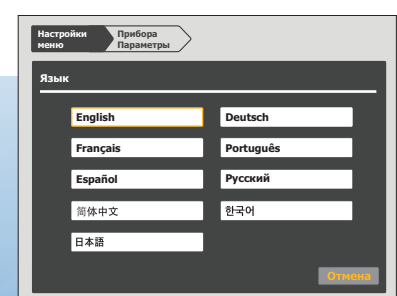 Настройки
меню
Прибора
Параметры
Язык
English
Deutsch
Français
Português
Español
Русский
简体中文
한국어
日本語
Отмена